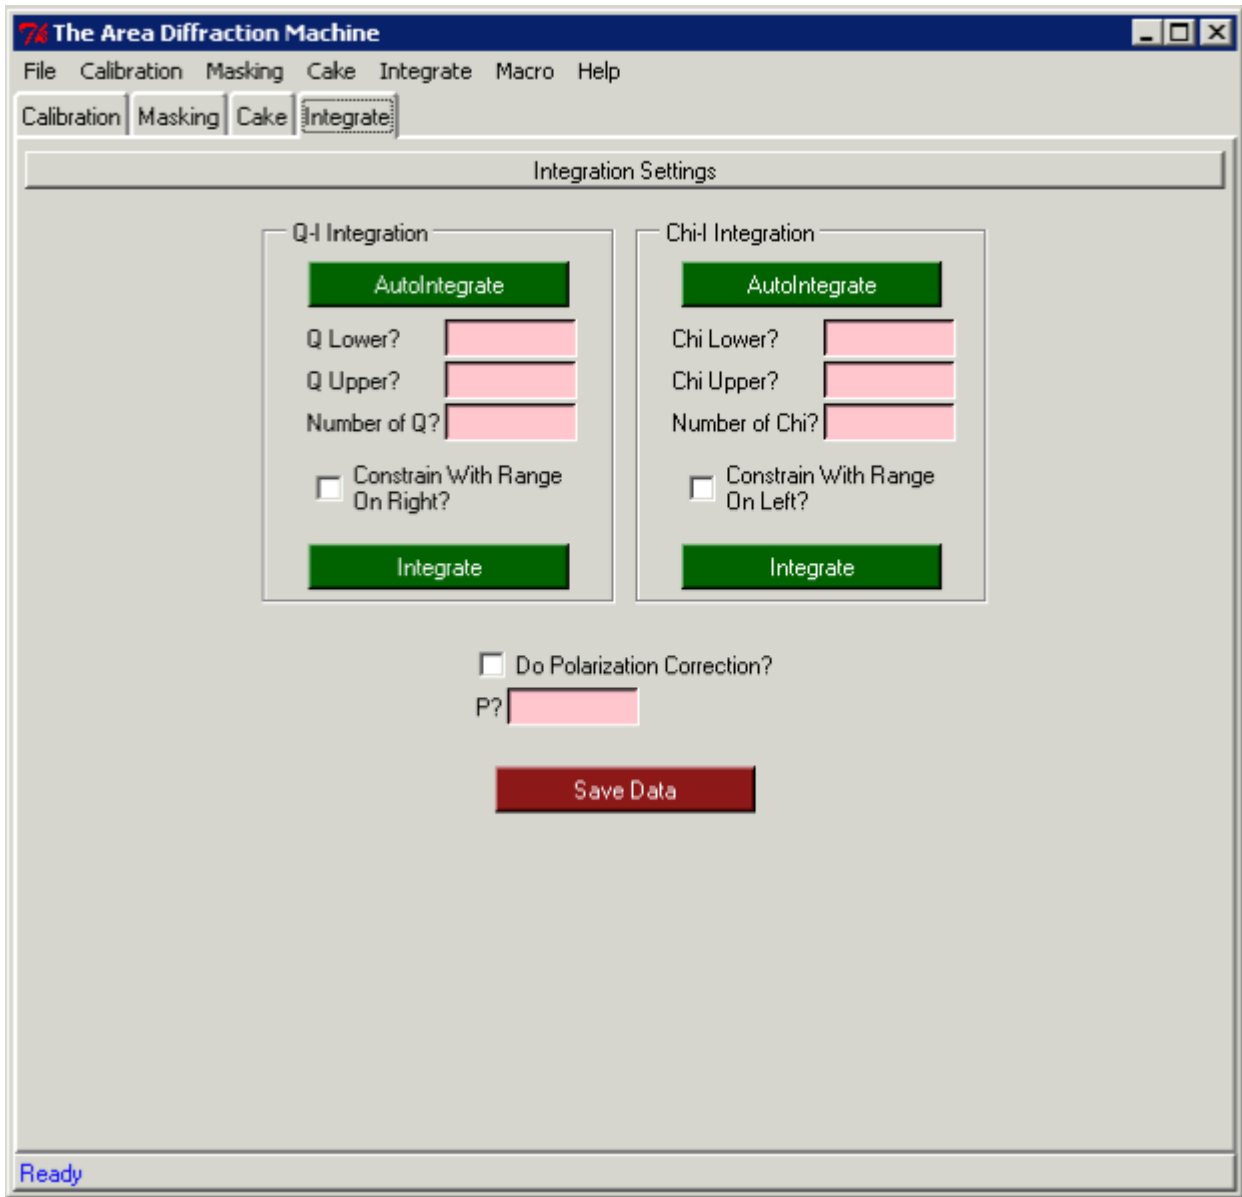 The Area Diffraction Machine
File Calibration Masking Cake Integrate Macro Help
Calibration Masking Cake Integrate
Integration Settings
Q-I Integration
AutoIntegrate
Q Lower?
Q Upper?
Number of Q?
Constrain With Range
On Right?
Integrate
Chi-I Integration
AutoIntegrate
Chi Lower?
Chi Upper?
Number of Chi?
Constrain With Range
On Left?
Integrate
Do Polarization Correction?
P?
Save Data
Ready